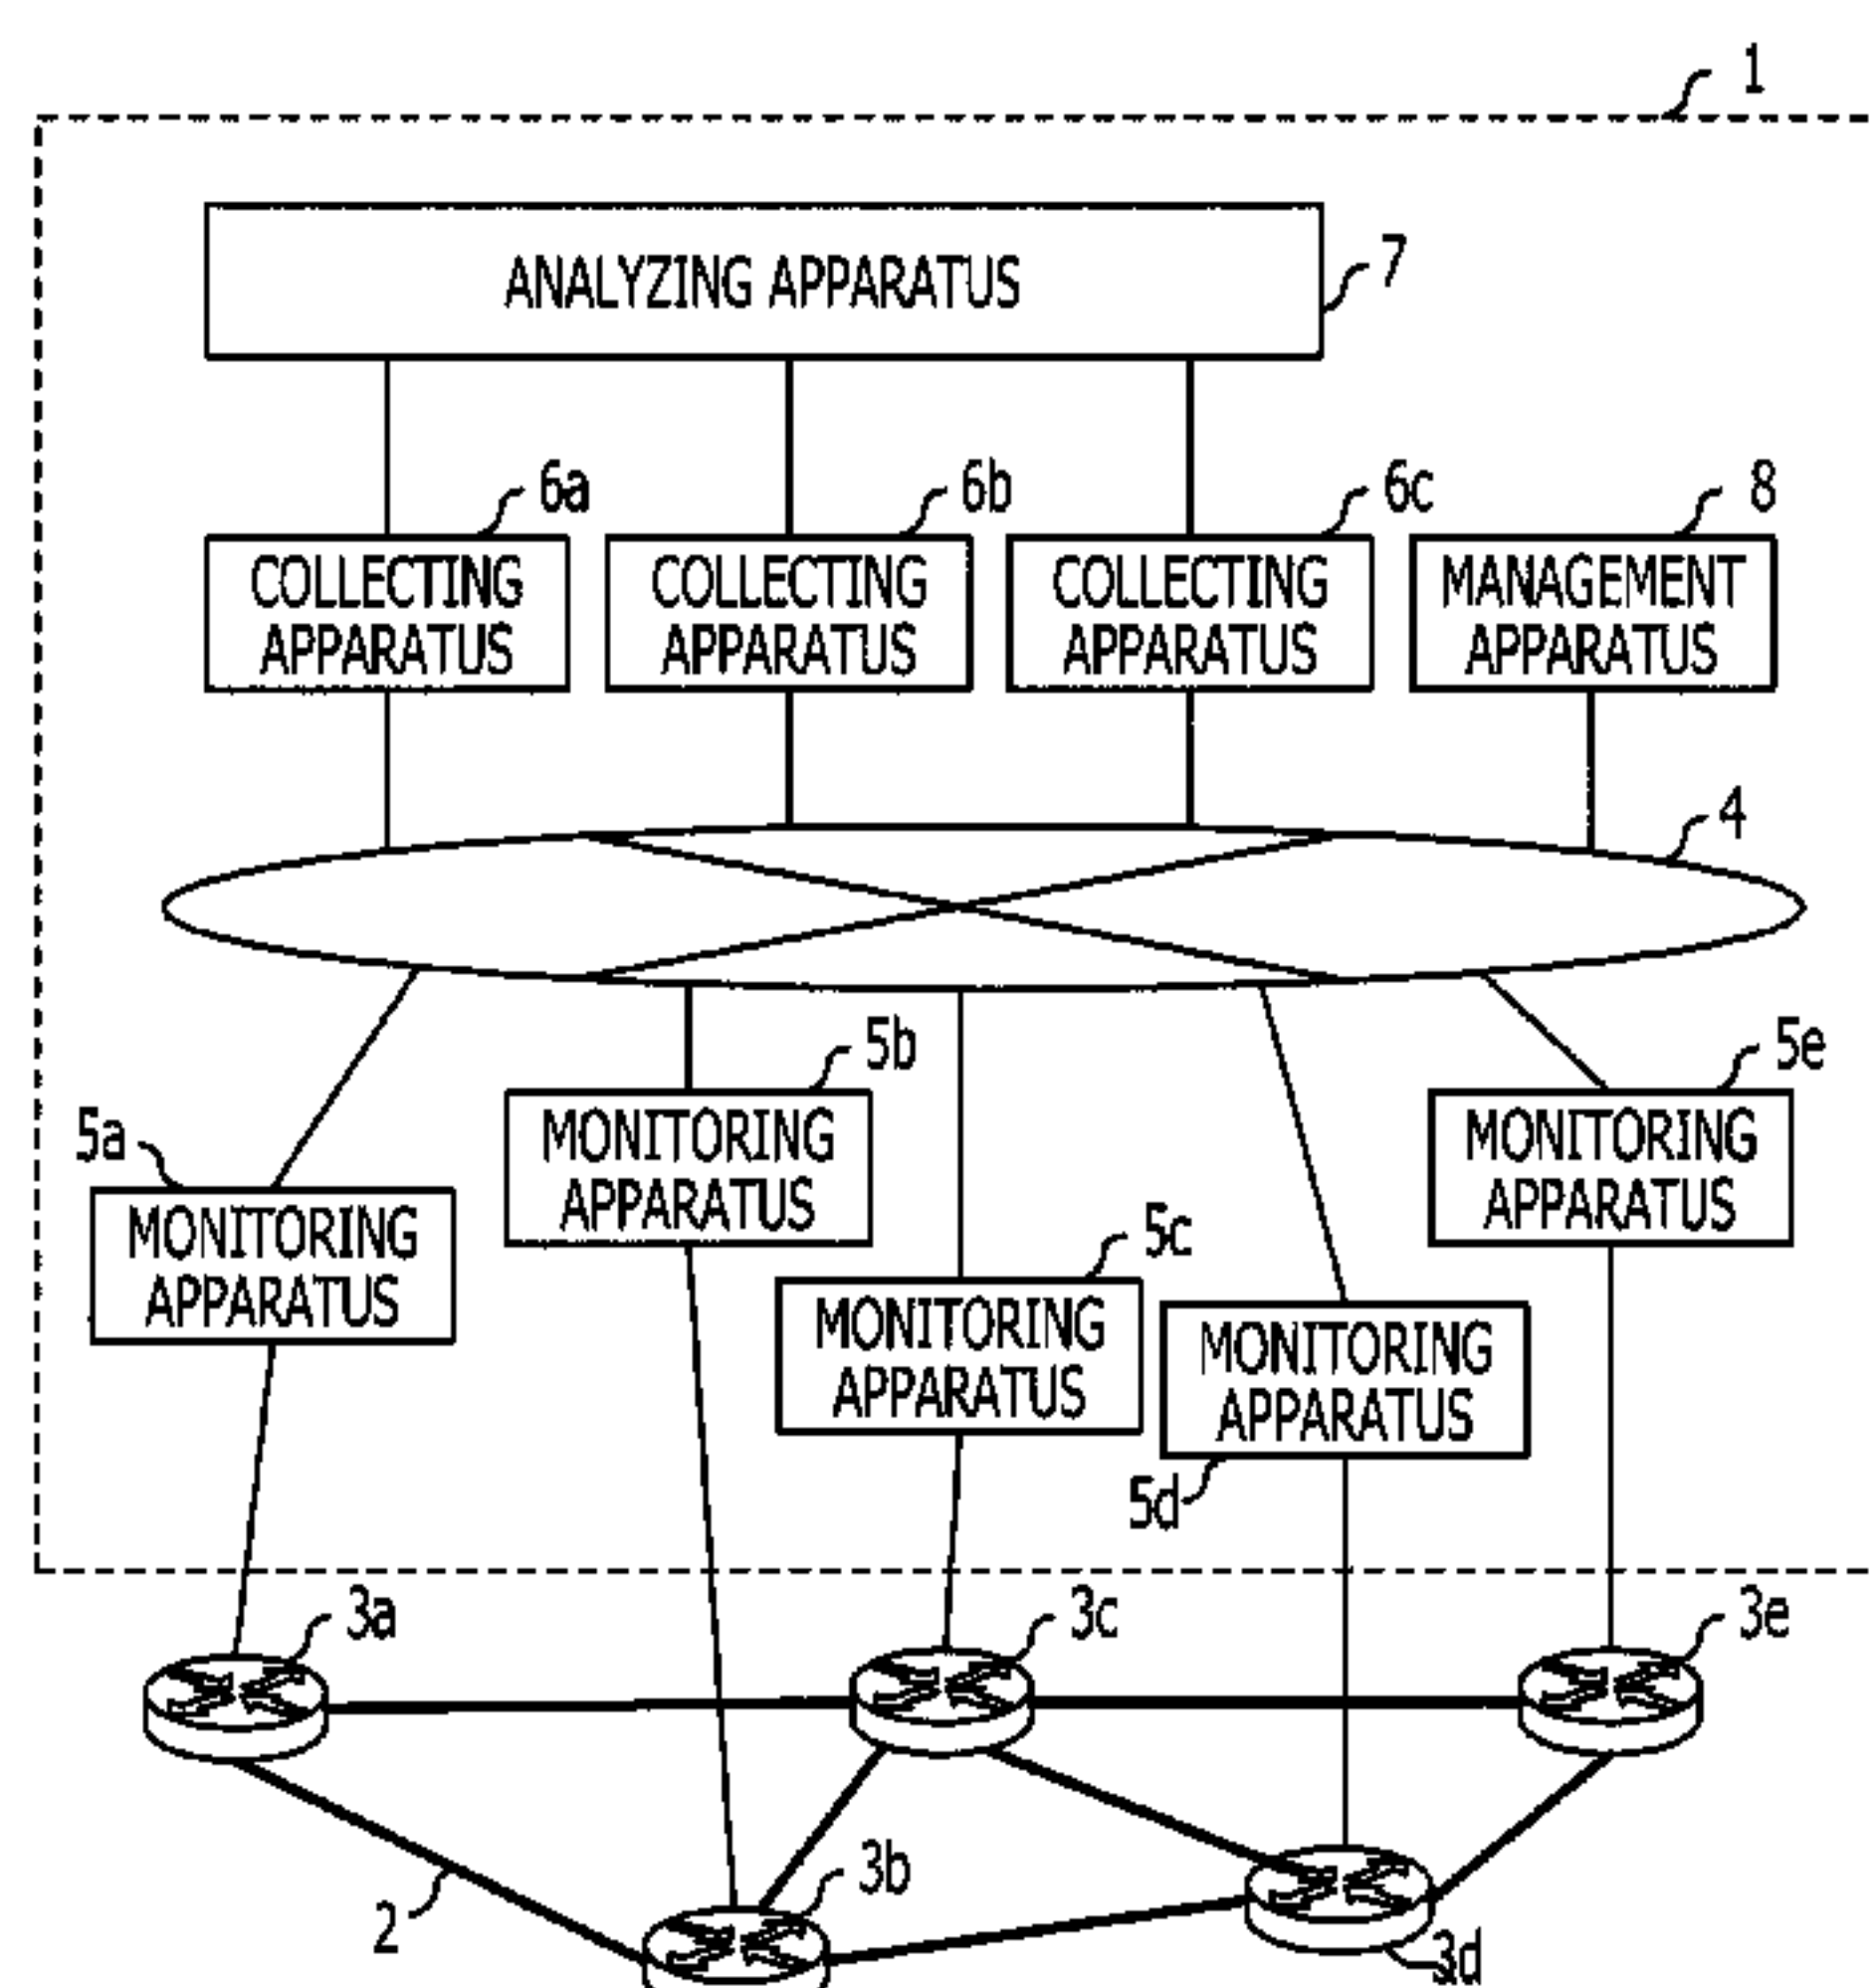 1
ANALYZING APPARATUS
7
6a
6b
6c
8
COLLECTING
APPARATUS
COLLECTING
APPARATUS
COLLECTING
APPARATUS
MANAGEMENT
APPARATUS
4
5a
MONITORING
APPARATUS
5b
MONITORING
APPARATUS
5c
MONITORING
APPARATUS
5d
MONITORING
APPARATUS
5e
MONITORING
APPARATUS
3a
3c
3e
2
3b
3d